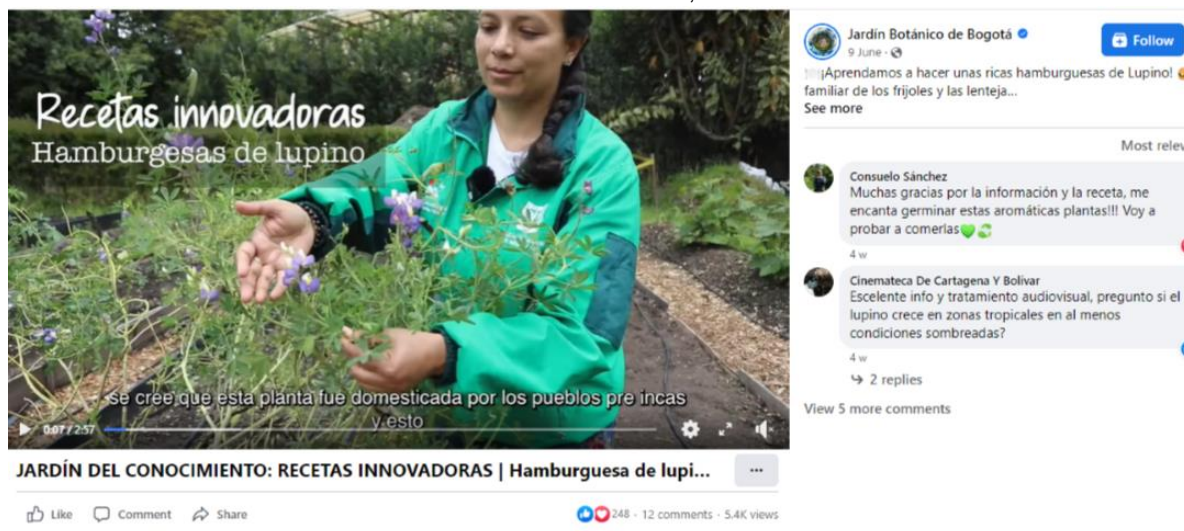 Recetas innovadoras
Hamburgesas de lupino
se cree que esta planta fue domesticada por los pueblos pre incas
y esto
0:07 / 2:57
JARDÍN DEL CONOCIMIENTO: RECETAS INNOVADORAS | Hamburguesa de lupi...
Like Comment Share
248 · 12 comments · 5.4K views
Jardín Botánico de Bogotá
9 June ·
Follow
¡Aprendamos a hacer unas ricas hamburguesas de Lupino!
familiar de los frijoles y las lenteja...
See more
Most relev
Consuelo Sánchez
Muchas gracias por la información y la receta, me
encanta germinar estas aromáticas plantas!!! Voy a
probar a comerlas
4 w
Cinemateca De Cartagena Y Bolivar
Escelente info y tratamiento audiovisual, pregunto si el
lupino crece en zonas tropicales en al menos
condiciones sombreadas?
4 w
2 replies
View 5 more comments